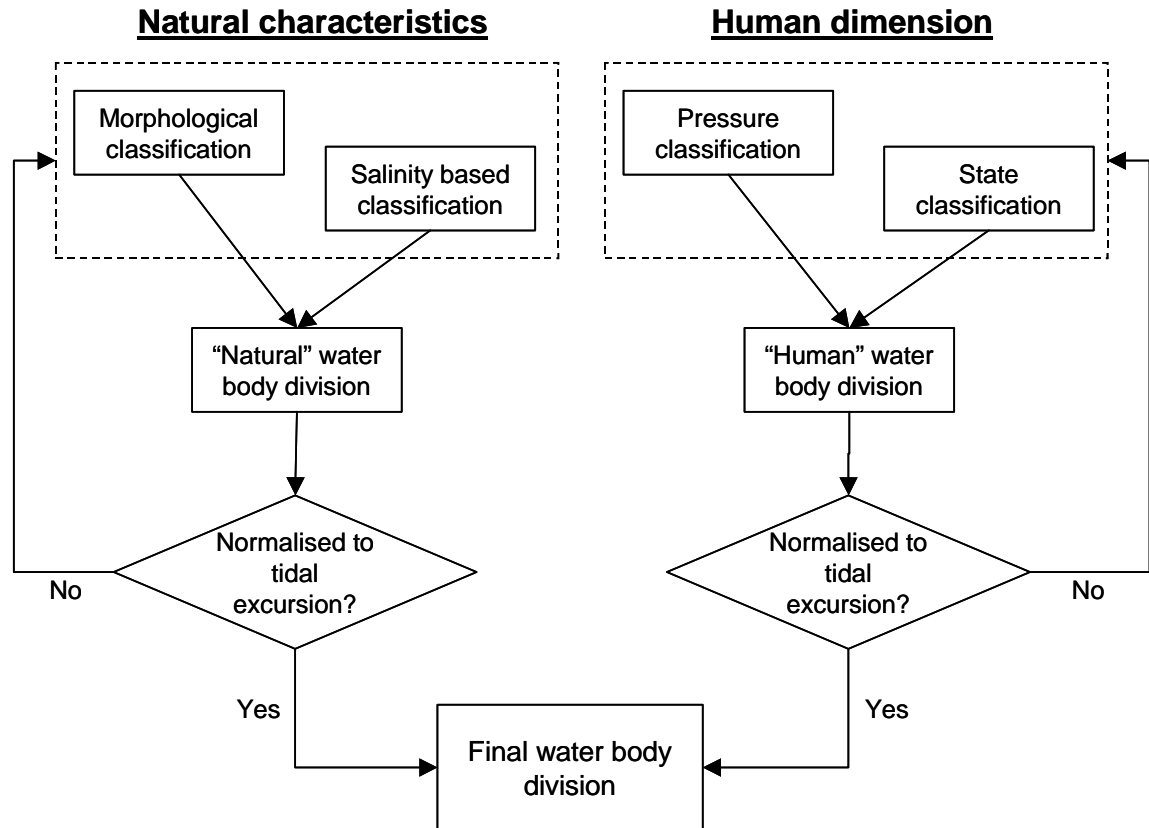 Natural characteristics
Human dimension
Morphological
classification
Salinity based
classification
Pressure
classification
State
classification
“Natural” water
body division
“Human” water
body division
Normalised to
tidal
excursion?
No
Yes
Normalised to
tidal
excursion?
No
Yes
Final water body
division